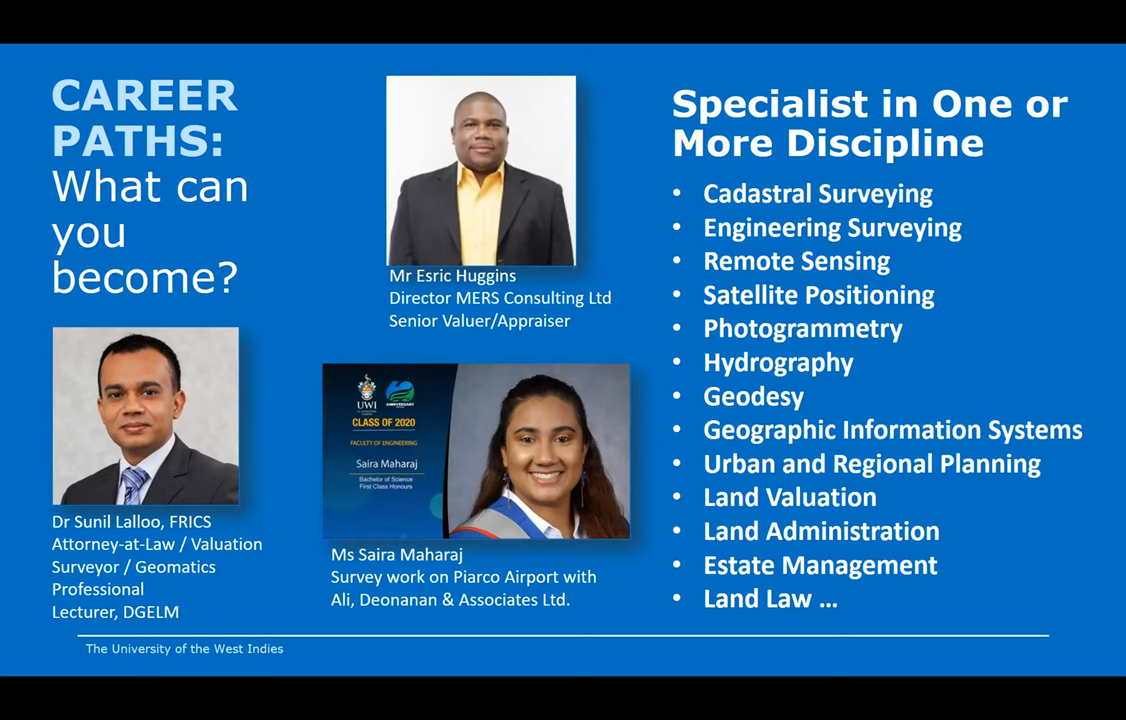 CAREER
PATHS:
What can
you
become?
Mr Esric Huggins
Director MERS Consulting Ltd
Senior Valuer/Appraiser
Dr Sunil Lalloo, FRICS
Attorney-at-Law / Valuation
Surveyor / Geomatics
Professional
Lecturer, DGELM
UWI
ANNIVERSARY
CLASS OF 2020
FACULTY OF ENGINEERING
Saira Maharaj
Bachelor of Science
First Class Honours
Ms Saira Maharaj
Survey work on Piarco Airport with
Ali, Deonanan & Associates Ltd.
Specialist in One or
More Discipline
• Cadastral Surveying
• Engineering Surveying
• Remote Sensing
• Satellite Positioning
• Photogrammetry
• Hydrography
• Geodesy
• Geographic Information Systems
• Urban and Regional Planning
• Land Valuation
• Land Administration
• Estate Management
• Land Law …
The University of the West Indies